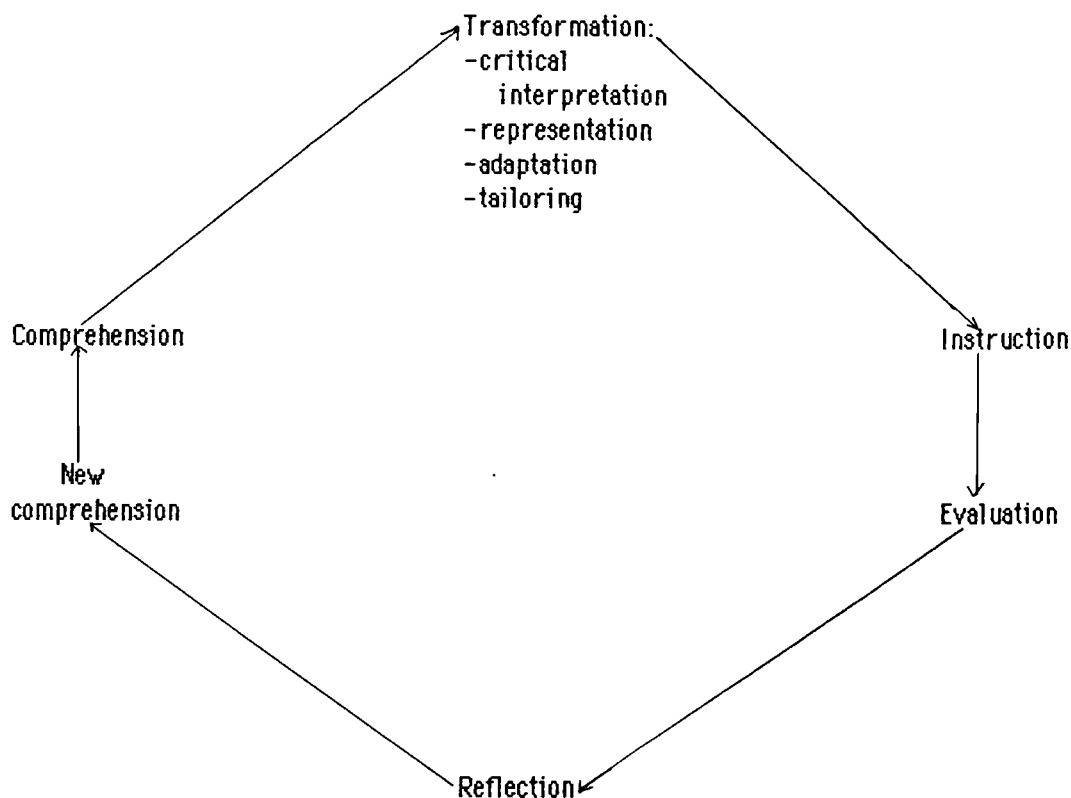 Transformation:
-critical
interpretation
-representation
-adaptation
-tailoring
Comprehension
Instruction
New
comprehension
Evaluation
Reflection